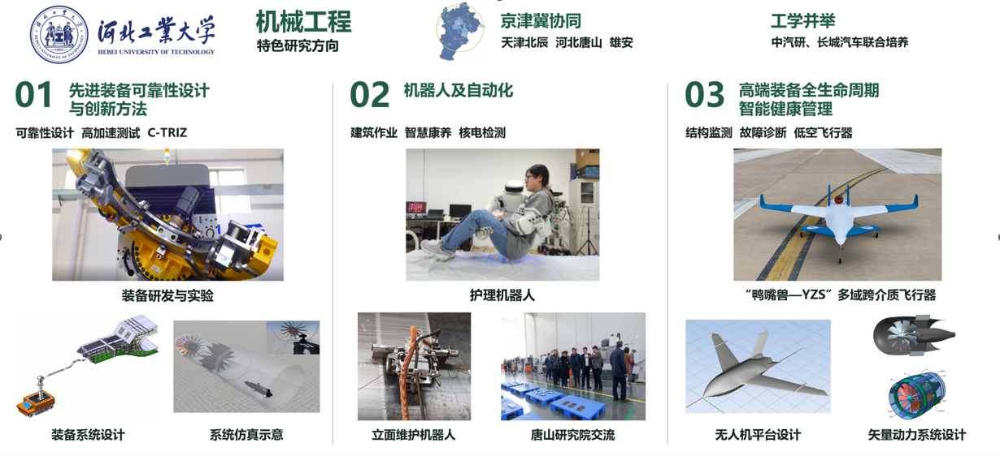 河北工業大学
HEBEI UNIVERSITY OF TECHNOLOGY
机械工程
特色研究方向
京津冀协同
天津北辰 河北唐山 雄安
工学并举
中汽研、长城汽车联合培养
01
先进装备可靠性设计
与创新方法
可靠性设计 高加速测试 C-TRIZ
装备研发与实验
装备系统设计
系统仿真示意
02
机器人及自动化
建筑作业 智慧康养 核电检测
护理机器人
立面维护机器人
唐山研究院交流
03
高端装备全生命周期
智能健康管理
结构监测 故障诊断 低空飞行器
“鸭嘴兽—YZS”多域跨介质飞行器
无人机平台设计
矢量动力系统设计